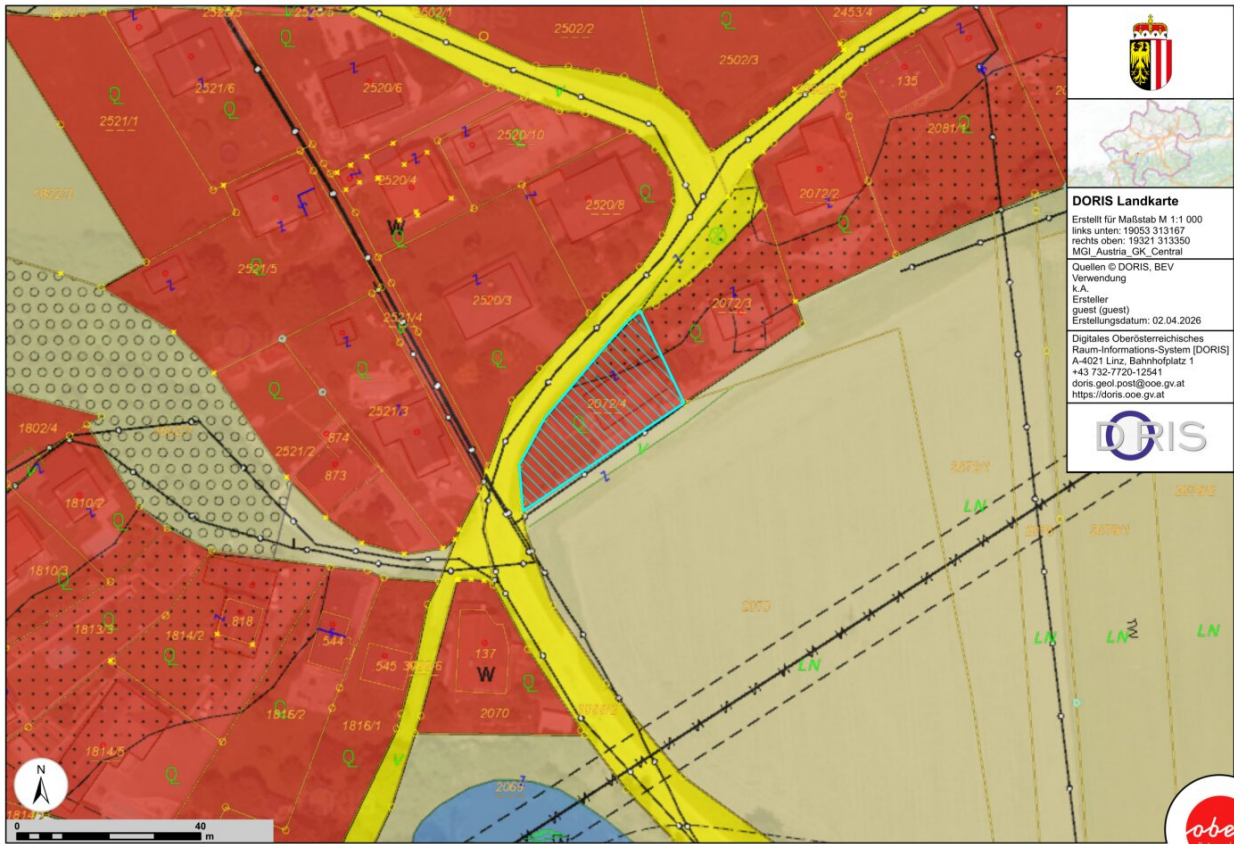 2502/1
2453/4
2502/2
2502/3
135
2521/6
2520/6
2521/1
2520/10
2081/1
2520/4
2072/2
2520/8
W
2521/5
2520/3
2072/3
2521/4
2072/4
2521/3
2521/2
874
873
1802/4
1810/2
LN
1810/3
818
1813/3
1814/2
544
137
LN
LN
LN
LN
545
W
1816/2
1816/1
2070
1814/5
2069
N
0
40
m
DORIS Landkarte
Erstellt für Maßstab M 1:1 000
links unten: 19053 313167
rechts oben: 19321 313350
MGI_Austria_GK_Central
Quellen © DORIS, BEV
Verwendung
k.A.
Ersteller
guest (guest)
Erstellungsdatum: 02.04.2026
Digitales Oberösterreichisches
Raum-Informations-System [DORIS]
A-4021 Linz, Bahnhofplatz 1
+43 732-7720-12541
doris.geol.post@ooe.gv.at
https://doris.ooe.gv.at
DORIS